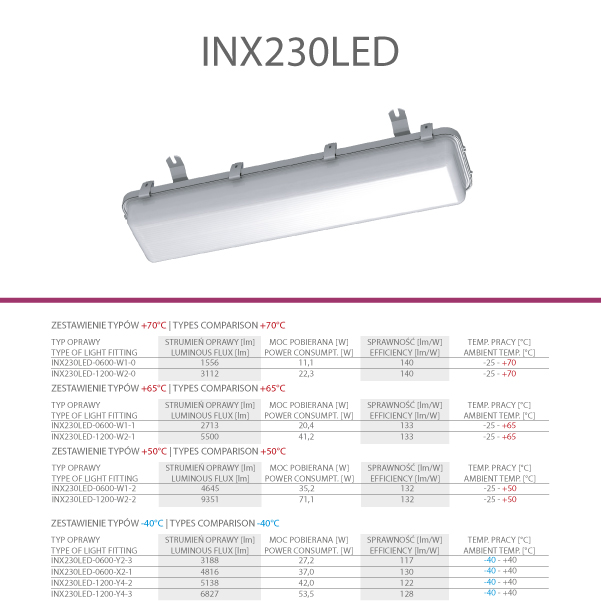 INX230LED
ZESTAWIENIE TYPÓW +70°C | TYPES COMPARISON +70°C
TYP OPRAWY STRUMIEŃ OPRAWY [lm] MOC POBIERANA [W] SPRAWNOŚĆ [lm/W] TEMP. PRACY [°C]
TYPE OF LIGHT FITTING LUMINOUS FLUX [lm] POWER CONSUMPT. [W] EFFICIENCY [lm/W] AMBIENT TEMP. [°C]
INX230LED-0600-W1-0 1556 11,1 140 -25 - +70
INX230LED-1200-W2-0 3112 22,3 140 -25 - +70
ZESTAWIENIE TYPÓW +65°C | TYPES COMPARISON +65°C
TYP OPRAWY STRUMIEŃ OPRAWY [lm] MOC POBIERANA [W] SPRAWNOŚĆ [lm/W] TEMP. PRACY [°C]
TYPE OF LIGHT FITTING LUMINOUS FLUX [lm] POWER CONSUMPT. [W] EFFICIENCY [lm/W] AMBIENT TEMP. [°C]
INX230LED-0600-W1-1 2713 20,4 133 -25 - +65
INX230LED-1200-W2-1 5500 41,2 133 -25 - +65
ZESTAWIENIE TYPÓW +50°C | TYPES COMPARISON +50°C
TYP OPRAWY STRUMIEŃ OPRAWY [lm] MOC POBIERANA [W] SPRAWNOŚĆ [lm/W] TEMP. PRACY [°C]
TYPE OF LIGHT FITTING LUMINOUS FLUX [lm] POWER CONSUMPT. [W] EFFICIENCY [lm/W] AMBIENT TEMP. [°C]
INX230LED-0600-W1-2 4645 35,2 132 -25 - +50
INX230LED-1200-W2-2 9351 71,1 132 -25 - +50
ZESTAWIENIE TYPÓW -40°C | TYPES COMPARISON -40°C
TYP OPRAWY STRUMIEŃ OPRAWY [lm] MOC POBIERANA [W] SPRAWNOŚĆ [lm/W] TEMP. PRACY [°C]
TYPE OF LIGHT FITTING LUMINOUS FLUX [lm] POWER CONSUMPT. [W] EFFICIENCY [lm/W] AMBIENT TEMP. [°C]
INX230LED-0600-Y2-3 3188 27,2 117 -40 - +40
INX230LED-0600-X2-1 4816 37,0 130 -40 - +40
INX230LED-1200-Y4-2 5138 42,0 122 -40 - +40
INX230LED-1200-Y4-3 6827 53,5 128 -40 - +40